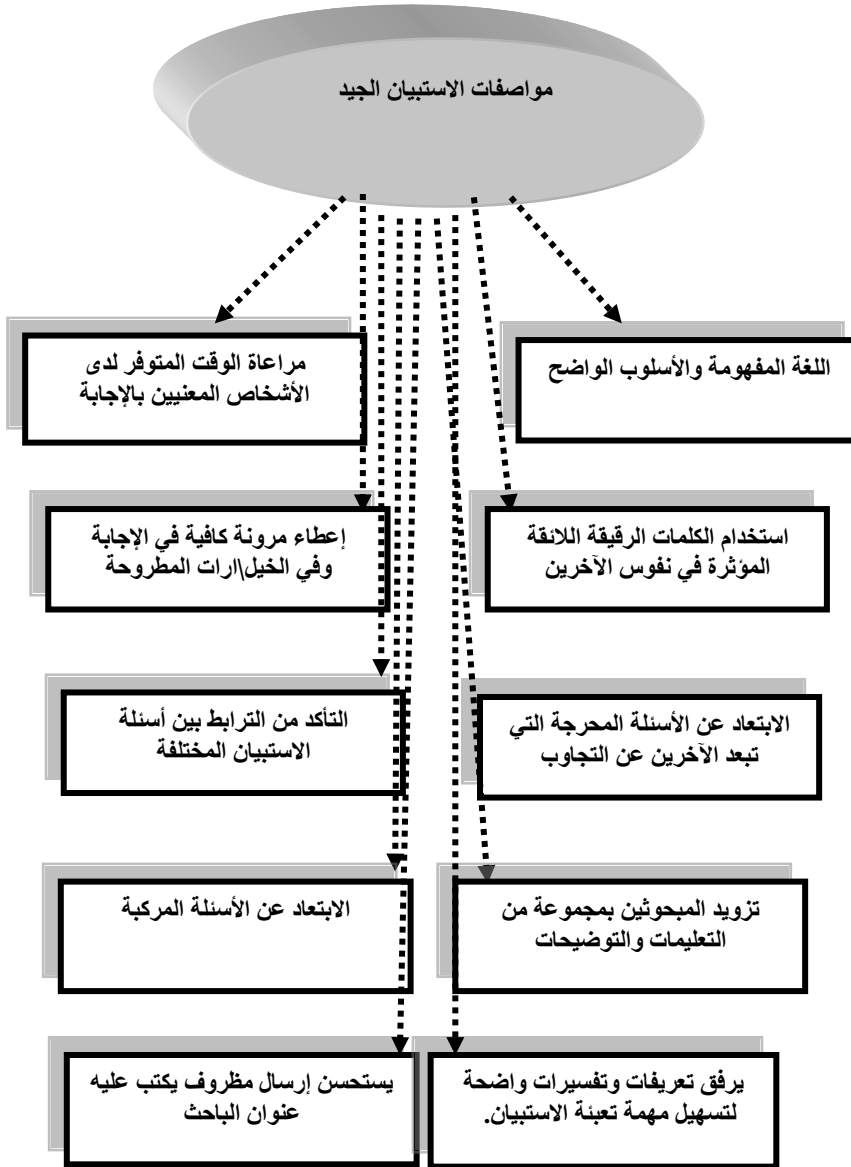 مواصفات الاستبيان الجيد
اللغة المفهومة والأسلوب الواضح
مراعاة الوقت المتوفر لدى
الأشخاص المعنيين بالإجابة
استخدام الكلمات الرقيقة اللائقة
المؤثرة في نفوس الآخرين
إعطاء مرونة كافية في الإجابة
وفي الخيل\ارات المطروحة
الابتعاد عن الأسئلة المحرجة التي
تبعد الآخرين عن التجاوب
التأكد من الترابط بين أسئلة
الاستبيان المختلفة
تزويد المبحوثين بمجموعة من
التعليمات والتوضيحات
الابتعاد عن الأسئلة المركبة
يرفق تعريفات وتفسيرات واضحة
لتسهيل مهمة تعبئة الاستبيان.
يستحسن إرسال مظروف يكتب عليه
عنوان الباحث